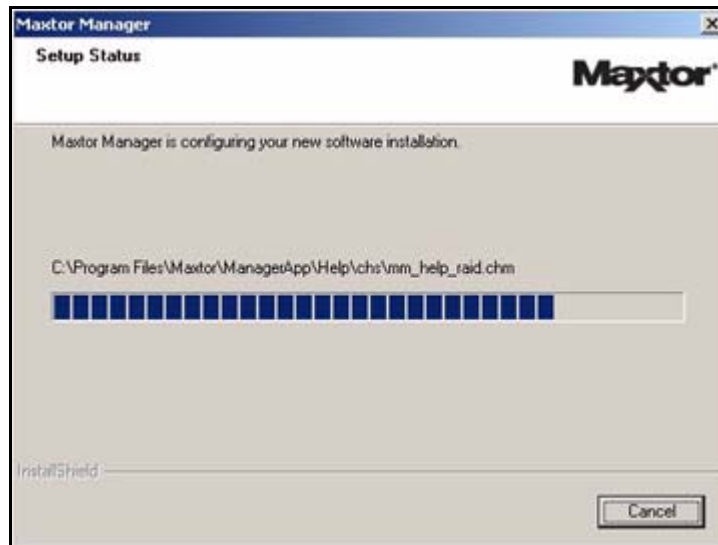 Maxtor Manager
Setup Status
Maxtor
Maxtor Manager is configuring your new software installation.
C:\Program Files\Maxtor\ManagerApp\Help\chs\mm_help_raid.chm
InstallShield
Cancel